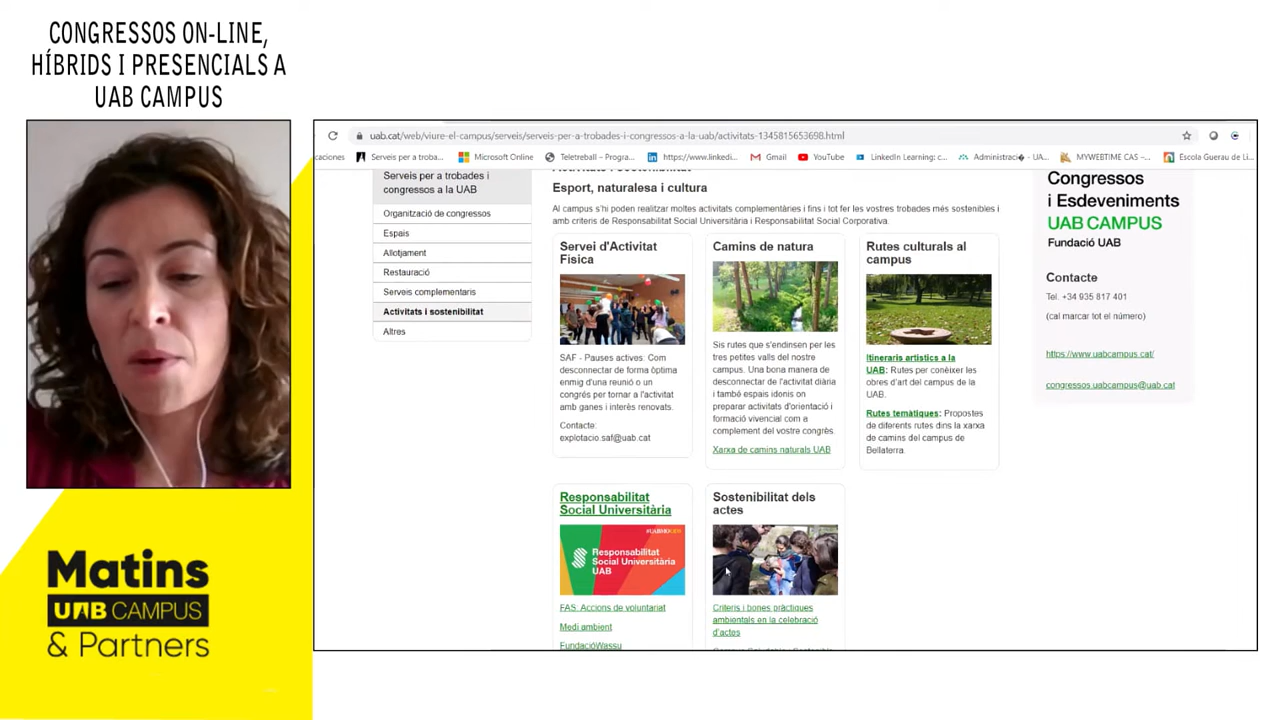 CONGRESSOS ON-LINE,
HÍBRIDS I PRESENCIALS A
UAB CAMPUS
uab.cat/web/viure-el-campus/serveis/serveis-per-a-trobades-i-congressos-a-la-uab/activitats-1345815653698.html
caciones
Serveis per a troba...
Microsoft Online
Teletreball – Progra...
https://www.linkedi...
Gmail
YouTube
LinkedIn Learning: c...
Administraci� - UA...
MYWEBTIME CAS –...
Escola Guerau de Li...
Serveis per a trobades i
congressos a la UAB
Organització de congressos
Espais
Allotjament
Restauració
Serveis complementaris
Activitats i sostenibilitat
Altres
Activitats i sostenibilitat
Esport, naturalesa i cultura
Al campus s'hi poden realitzar moltes activitats complementàries i fins i tot fer les vostres trobades més sostenibles i
amb criteris de Responsabilitat Social Universitària i Responsabilitat Social Corporativa.
Servei d'Activitat
Física
SAF - Pauses actives: Com
desconnectar de forma òptima
enmig d'una reunió o un
congrés per tornar a l'activitat
amb ganes i interès renovats.
Contacte:
explotacio.saf@uab.cat
Camins de natura
Sis rutes que s'endinsen per les
tres petites valls del nostre
campus. Una bona manera de
desconnectar de l'activitat diària
i també espais idonis on
preparar activitats d'orientació i
formació vivencial com a
complement del vostre congrés.
Xarxa de camins naturals UAB
Rutes culturals al
campus
Itineraris artístics a la
UAB: Rutes per conèixer les
obres d'art del campus de la
UAB.
Rutes temàtiques: Propostes
de diferents rutes dins la xarxa
de camins del campus de
Bellaterra.
Responsabilitat
Social Universitària
#UABMON
Responsabilitat
Social Universitària
UAB
FAS: Accions de voluntariat
Medi ambient
FundacióWassu
Sostenibilitat dels
actes
Criteris i bones pràctiques
ambientals en la celebració
d'actes
Campus Saludable i Sostenible
Congressos
i Esdeveniments
UAB CAMPUS
Fundació UAB
Contacte
Tel. +34 935 817 401
(cal marcar tot el número)
https://www.uabcampus.cat/
congressos.uabcampus@uab.cat
Matins
UAB CAMPUS
& Partners